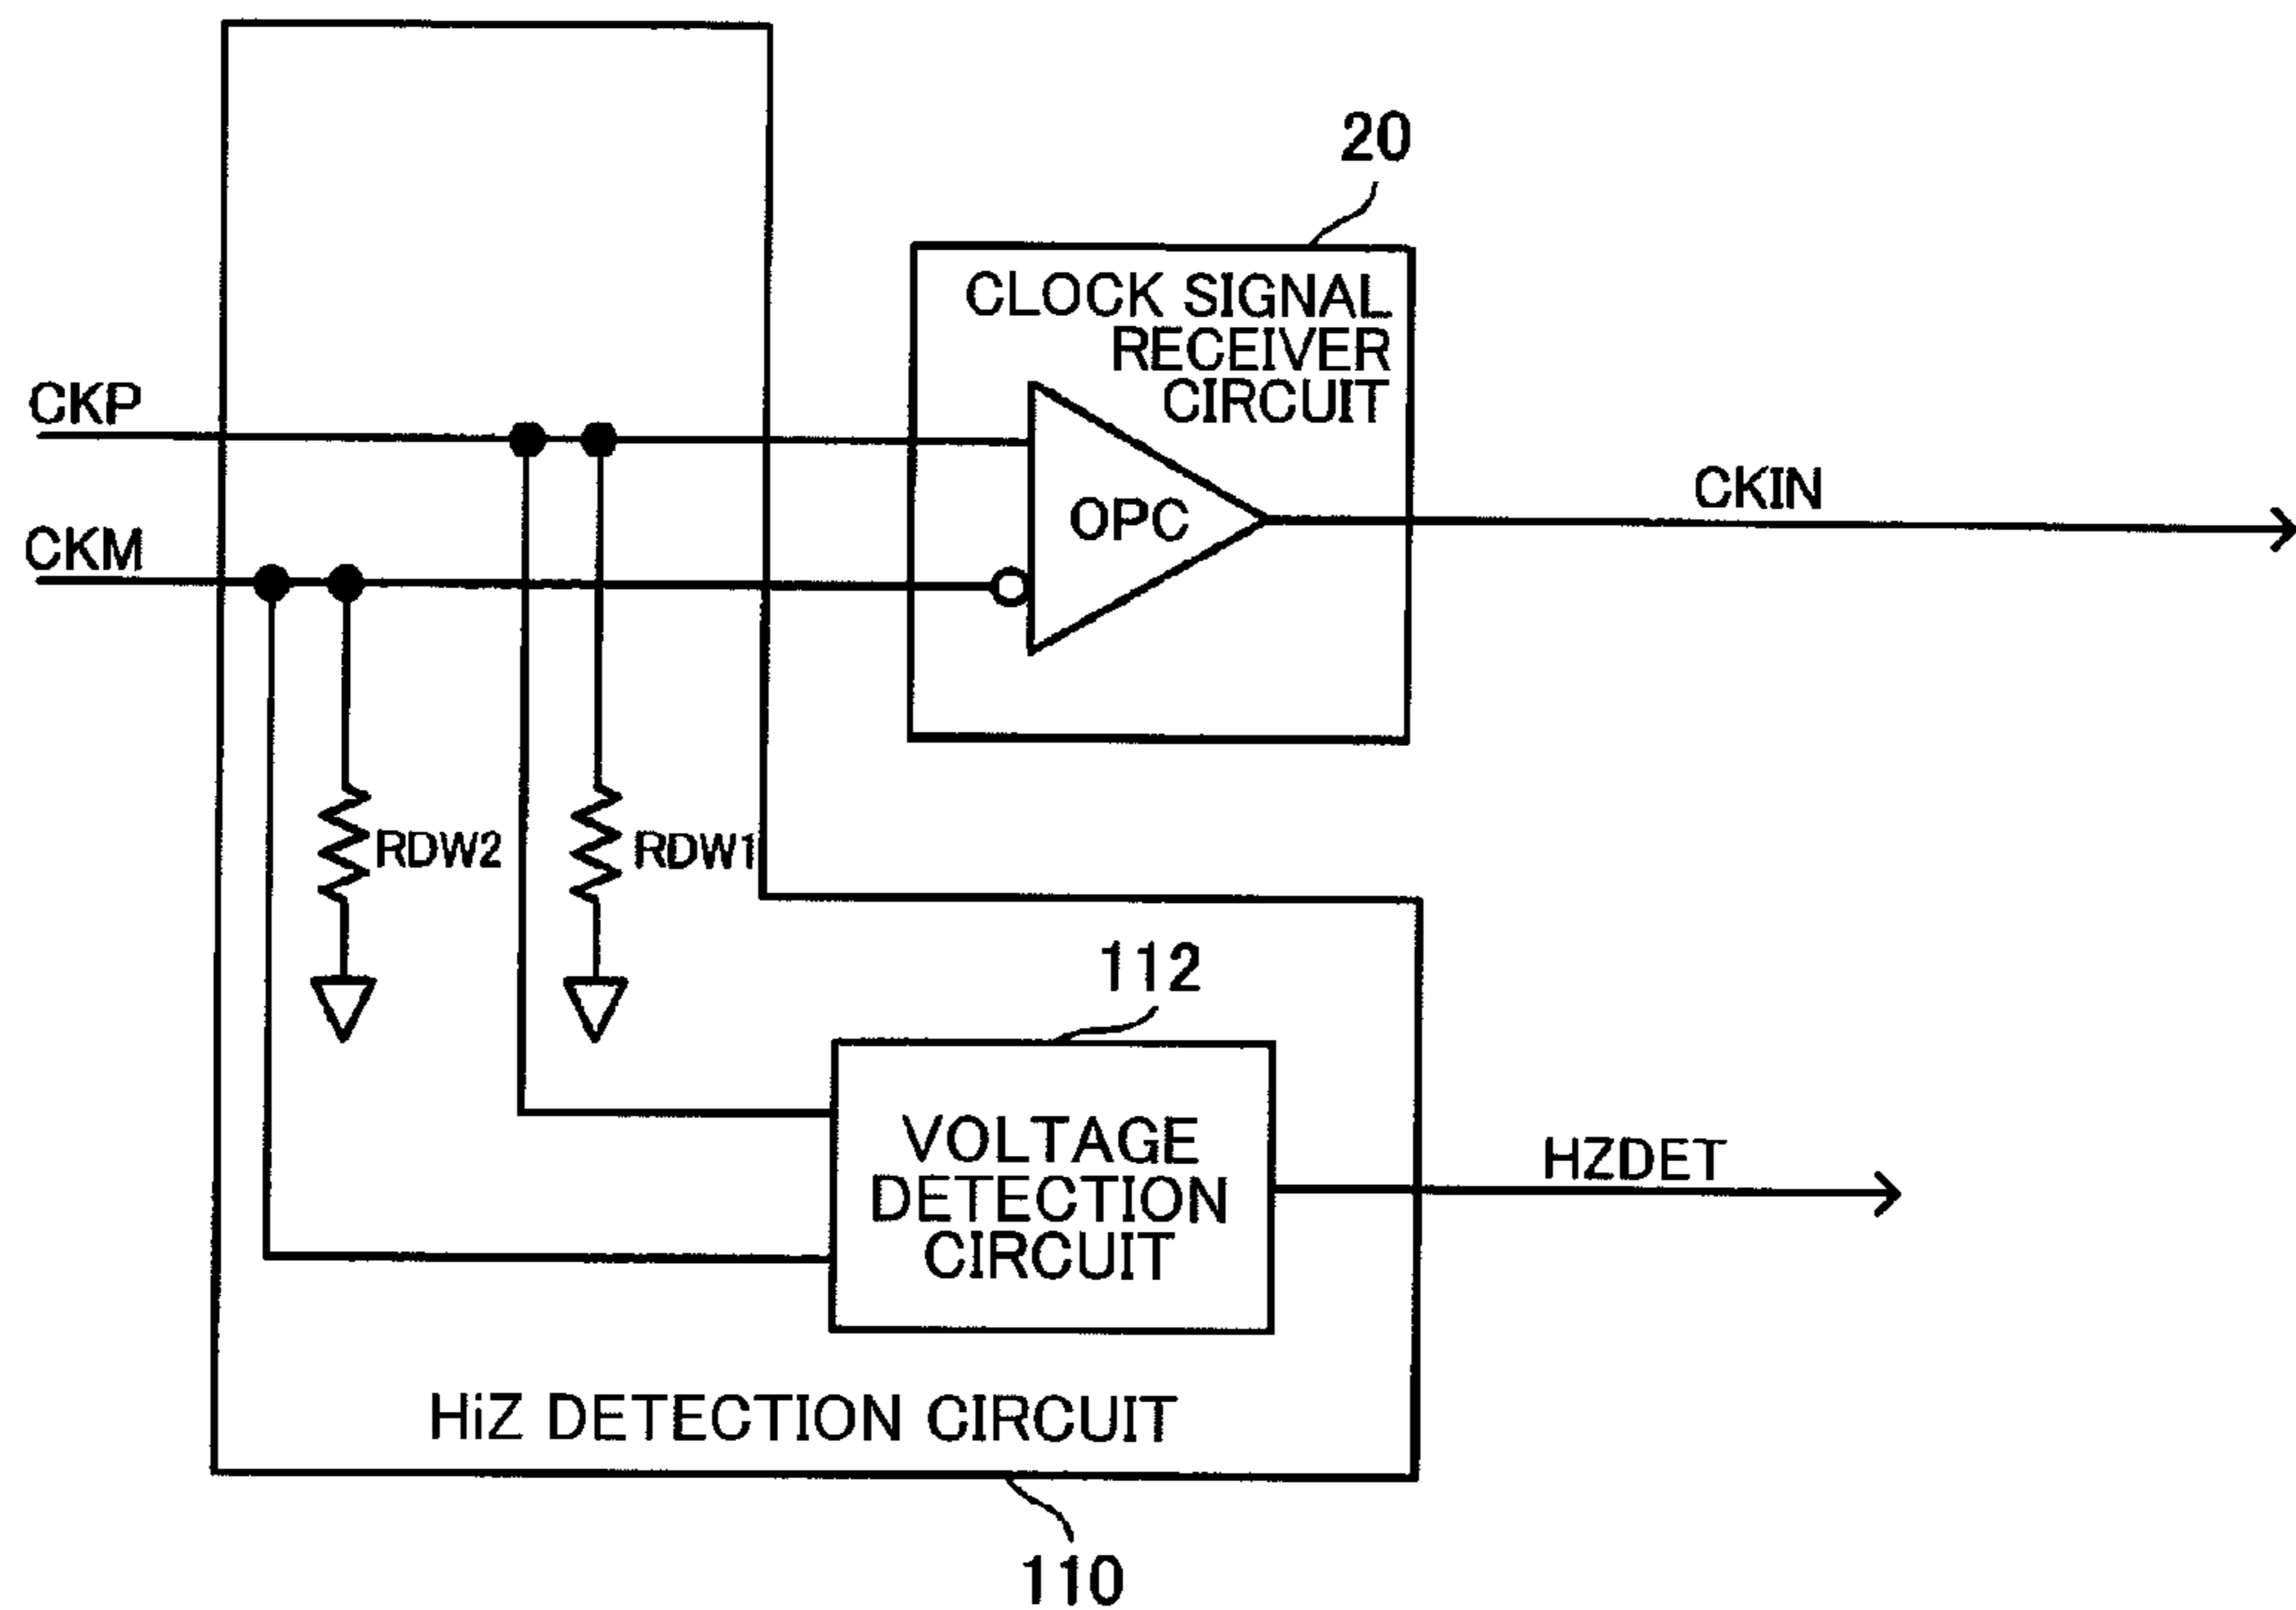 20
CLOCK SIGNAL
RECEIVER
CIRCUIT
CKP
OPC
CKIN
CKM
RDW2
RDW1
112
VOLTAGE
DETECTION
CIRCUIT
HZDET
HiZ DETECTION CIRCUIT
110